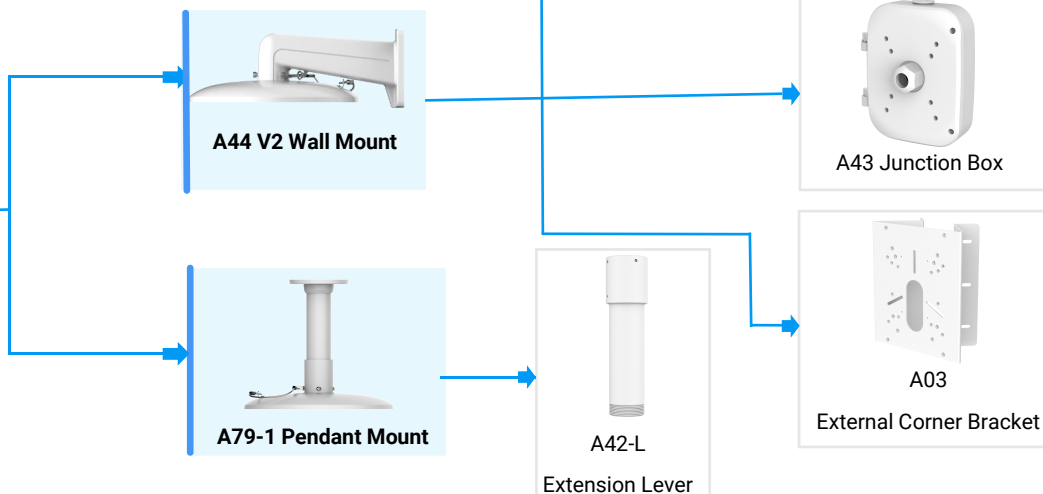 A44 V2 Wall Mount
A43 Junction Box
A79-1 Pendant Mount
A42-L
Extension Lever
A03
External Corner Bracket